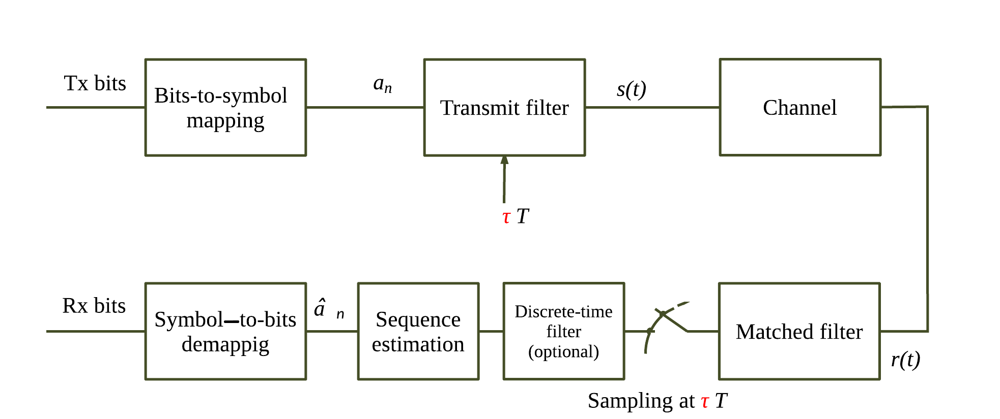 Tx bits
Bits-to-symbol
mapping
aₙ
Transmit filter
s(t)
Channel
τ T
Rx bits
Symbol–to-bits
demappig
â n
Sequence
estimation
Discrete-time
filter
(optional)
Matched filter
r(t)
Sampling at τ T